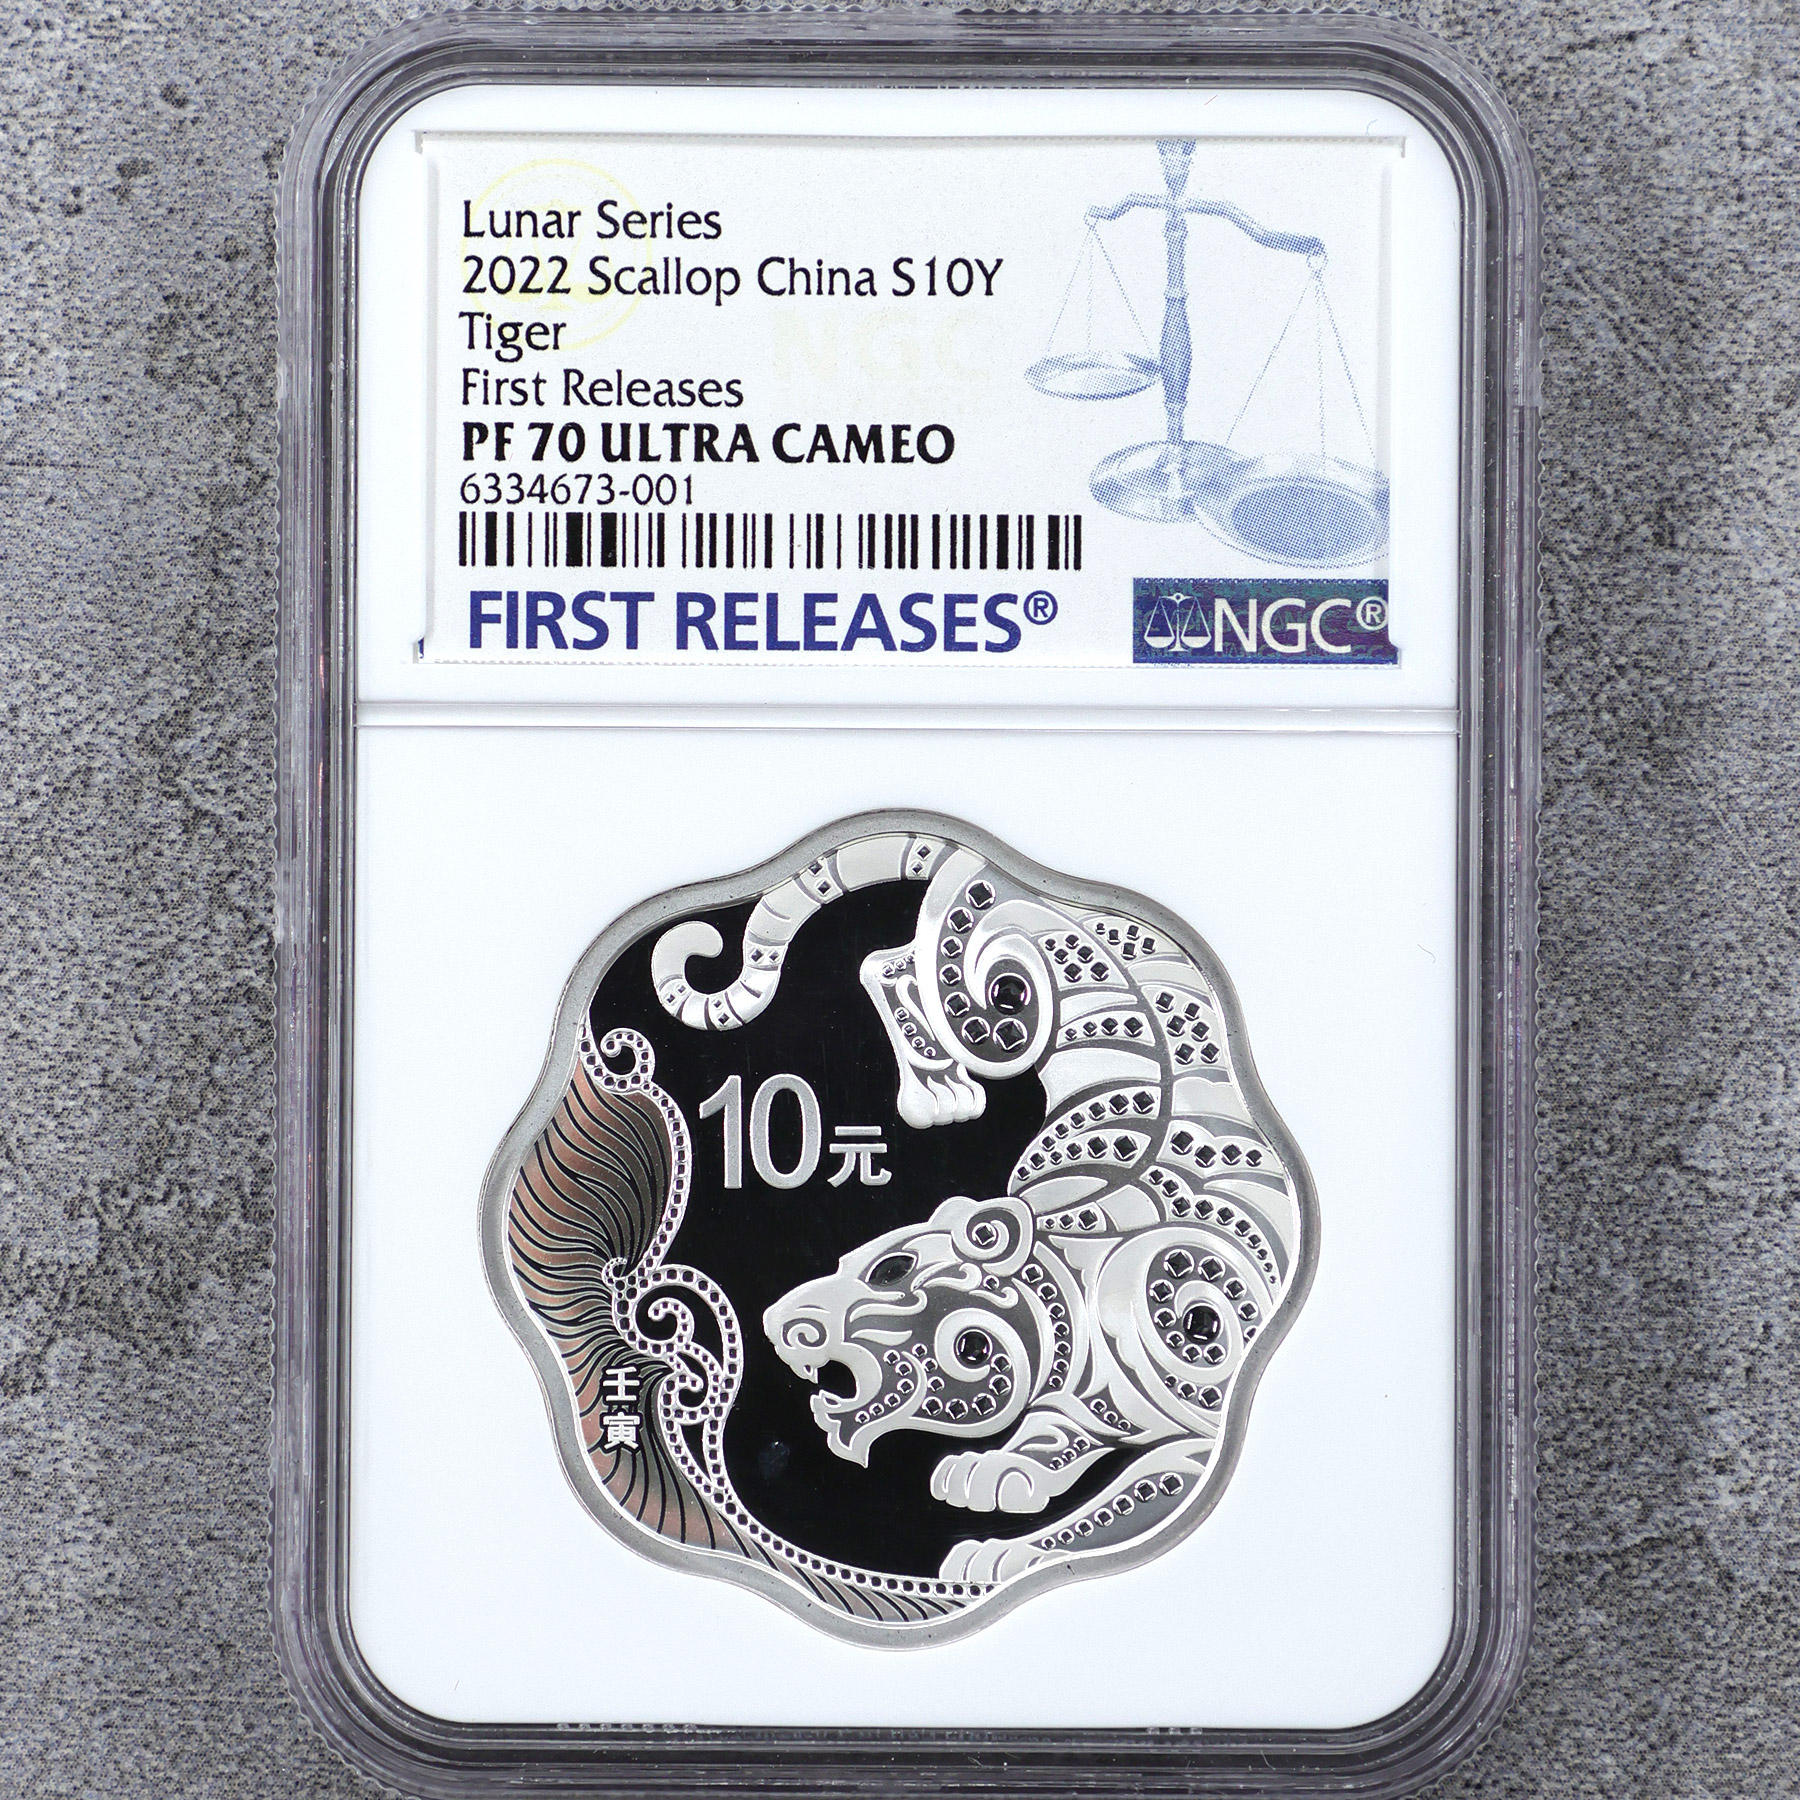 Lunar Series
2022 Scallop China S10Y
Tiger
First Releases
PF 70 ULTRA CAMEO
6334673-001
FIRST RELEASES®
NGC®
10元
壬寅